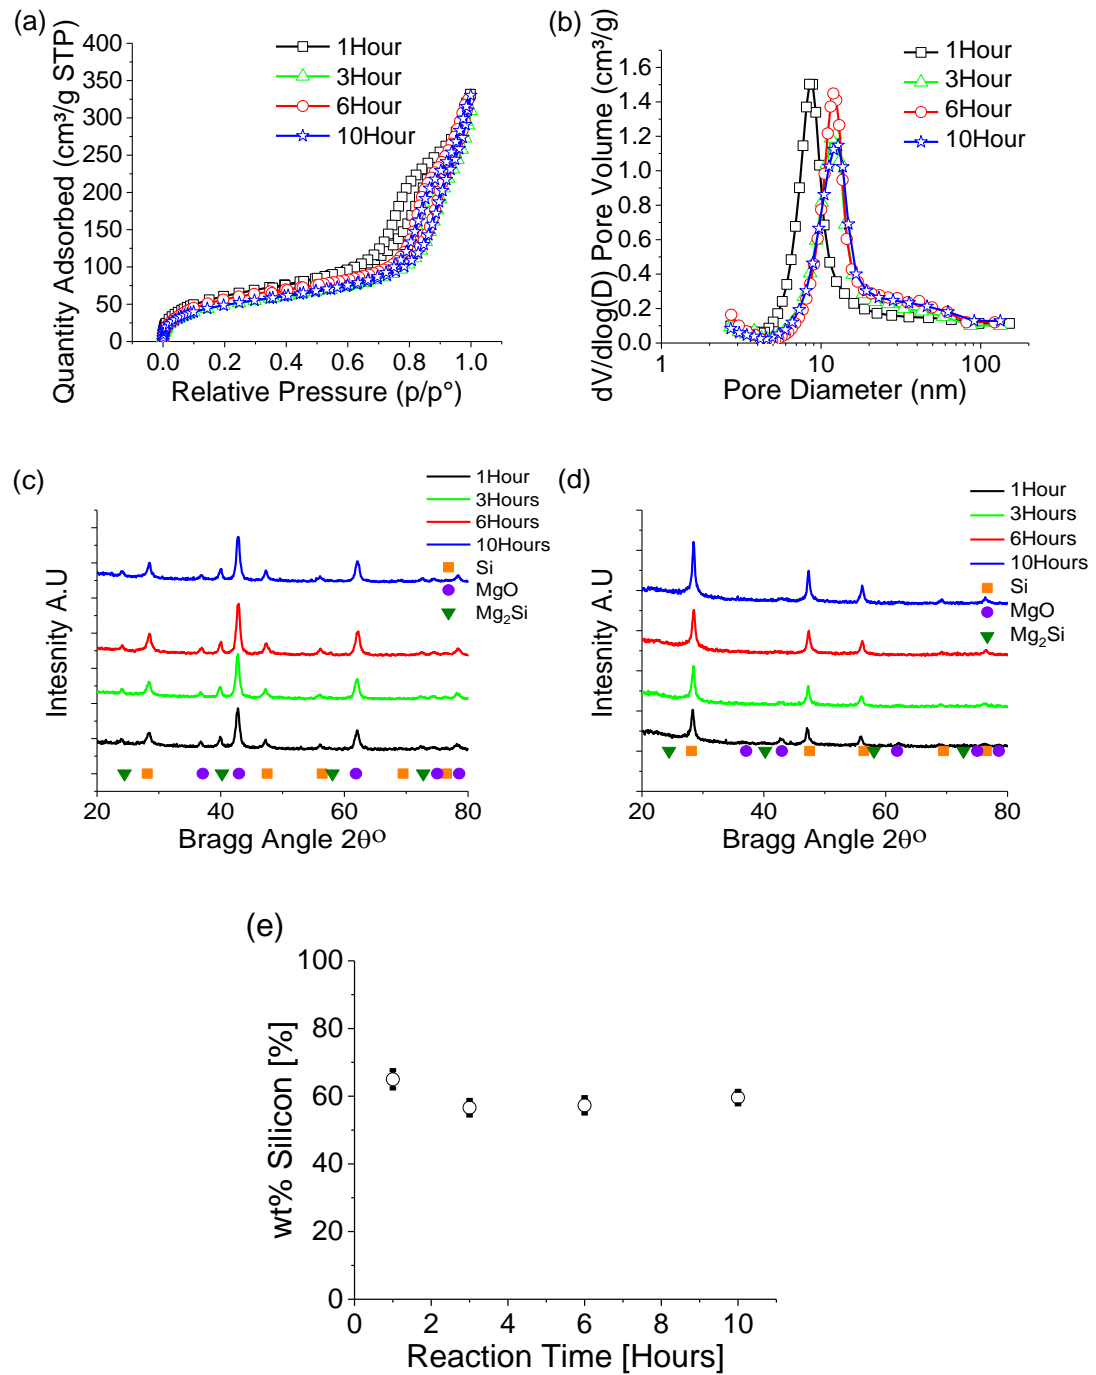 (a)
Quantity Adsorbed (cm³/g STP)
400
350
300
250
200
150
100
50
0
0.0 0.2 0.4 0.6 0.8 1.0
Relative Pressure (p/p°)
1Hour
3Hour
6Hour
10Hour
(b)
dV/dlog(D) Pore Volume (cm³/g)
1.6
1.4
1.2
1.0
0.8
0.6
0.4
0.2
0.0
1 10 100
Pore Diameter (nm)
1Hour
3Hour
6Hour
10Hour
(c)
Intesnity A.U
1Hour
3Hours
6Hours
10Hours
Si
MgO
Mg₂Si
20 40 60 80
Bragg Angle 2θº
(d)
Intesnity A.U
1Hour
3Hours
6Hours
10Hours
Si
MgO
Mg₂Si
20 40 60 80
Bragg Angle 2θº
(e)
wt% Silicon [%]
100
80
60
40
20
0
0 2 4 6 8 10
Reaction Time [Hours]